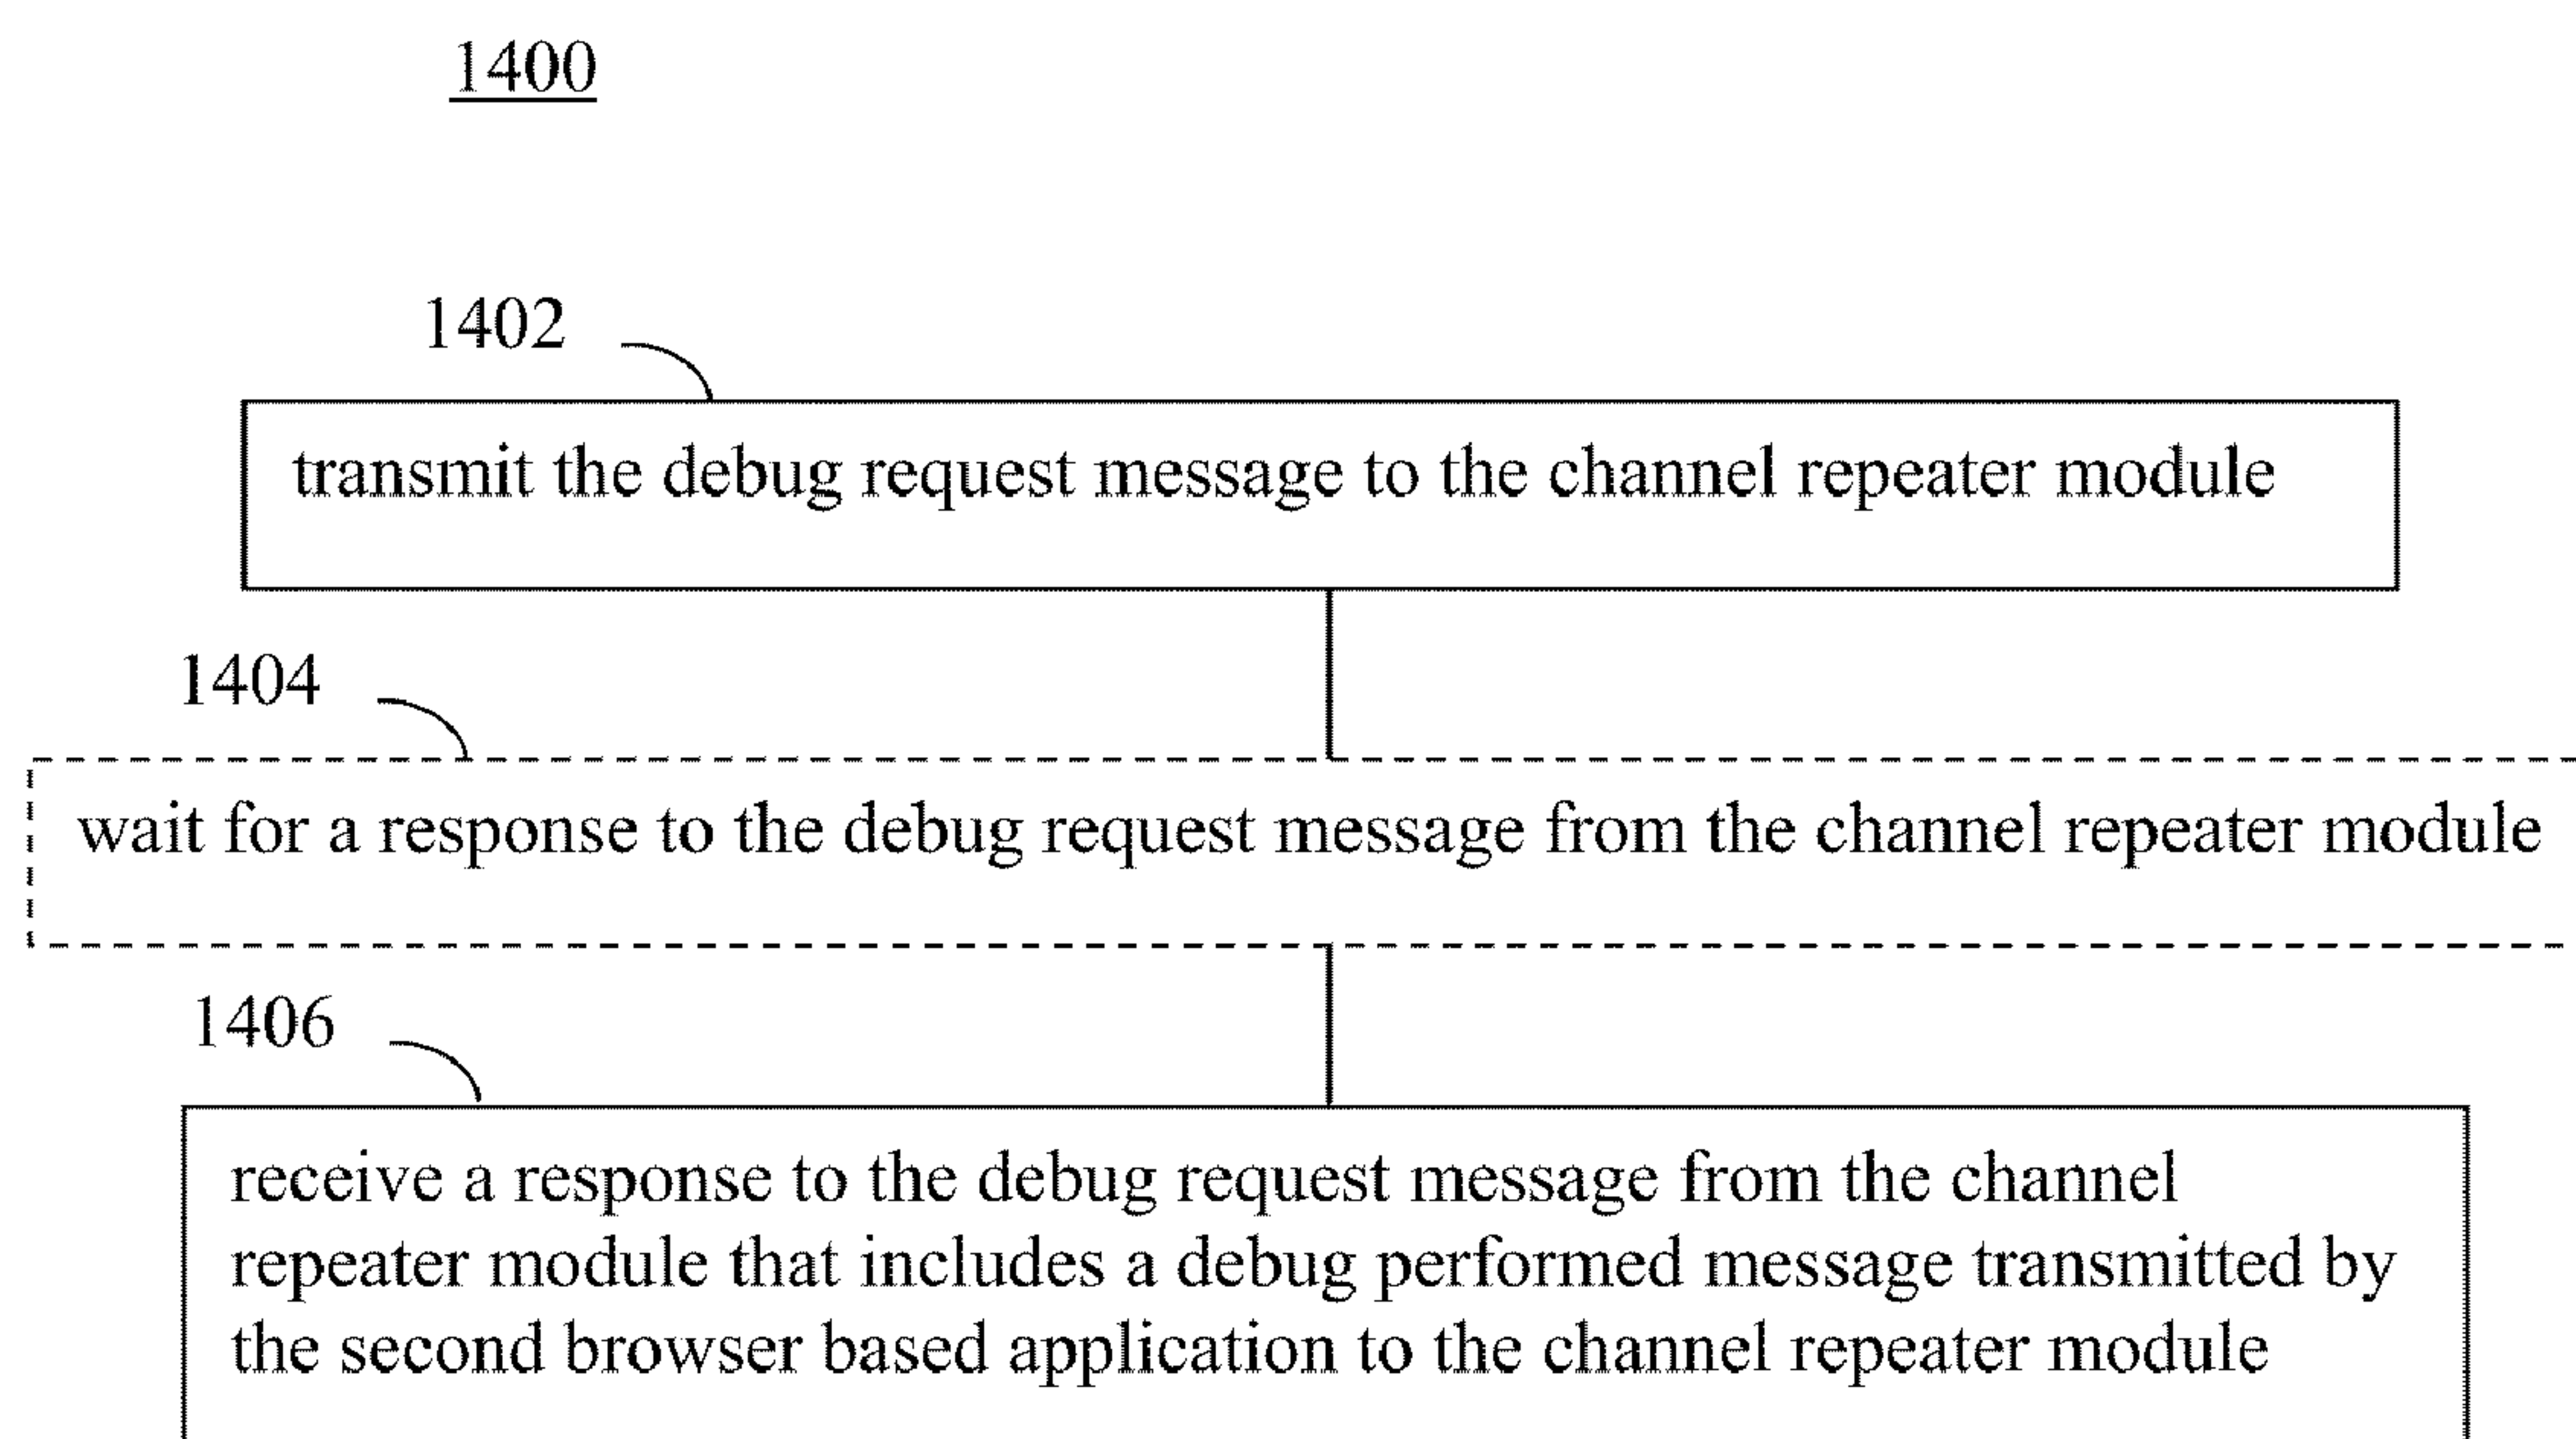 1400
1402
transmit the debug request message to the channel repeater module
1404
wait for a response to the debug request message from the channel repeater module
1406
receive a response to the debug request message from the channel
repeater module that includes a debug performed message transmitted by
the second browser based application to the channel repeater module